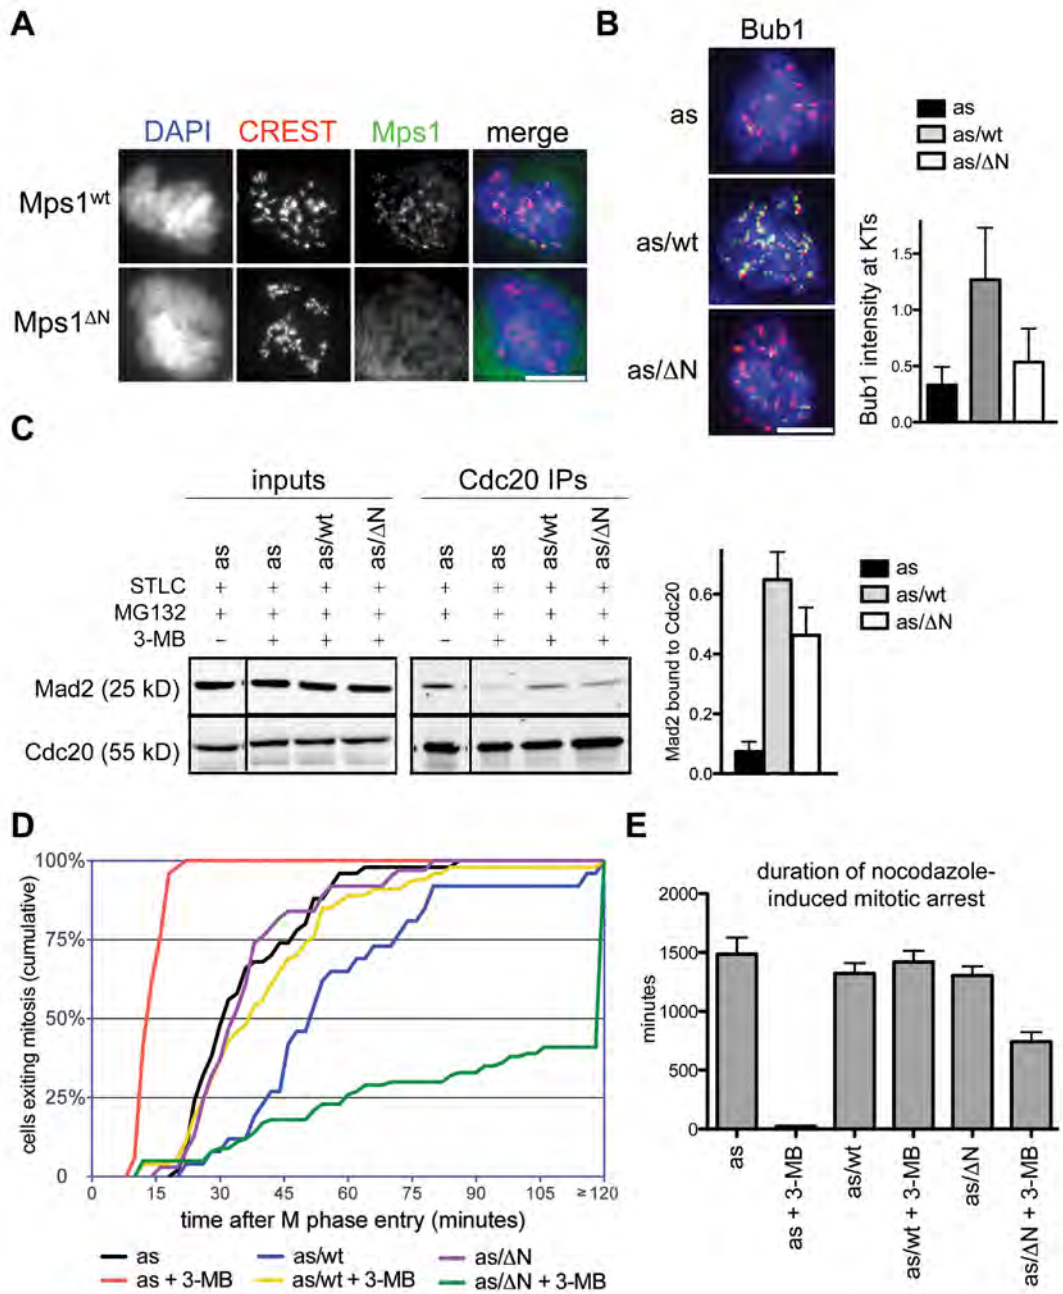 A
DAPI CREST Mps1 merge
Mps1wt
Mps1ΔN
B
Bub1
as
as/wt
as/ΔN
as
as/wt
as/ΔN
Bub1 intensity at KTs
1.5
1.0
0.5
0.0
C
inputs Cdc20 IPs
as as as/wt as/ΔN as as as/wt as/ΔN
STLC + + + + + + + +
MG132 + + + + + + + +
3-MB − + + + − + + +
Mad2 (25 kD)
Cdc20 (55 kD)
Mad2 bound to Cdc20
0.6
0.4
0.2
0.0
as
as/wt
as/ΔN
D
cells exiting mitosis (cumulative)
100%
75%
50%
25%
0
0 15 30 45 60 75 90 105 ≥120
time after M phase entry (minutes)
as as/wt as/ΔN
as + 3-MB as/wt + 3-MB as/ΔN + 3-MB
E
duration of nocodazole-
induced mitotic arrest
minutes
2000
1500
1000
500
0
as
as + 3-MB
as/wt
as/wt + 3-MB
as/ΔN
as/ΔN + 3-MB